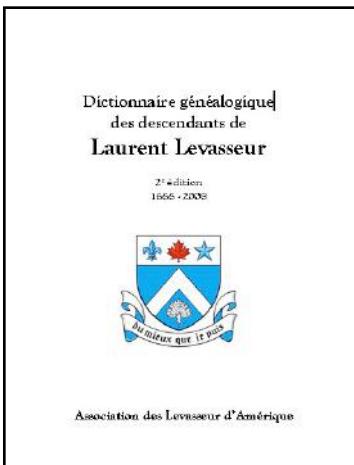 Dictionnaire généalogique
des descendants de
Laurent Levasseur
2e édition
1666 - 2008
du mieux que je puis
Association des Levasseur d'Amérique